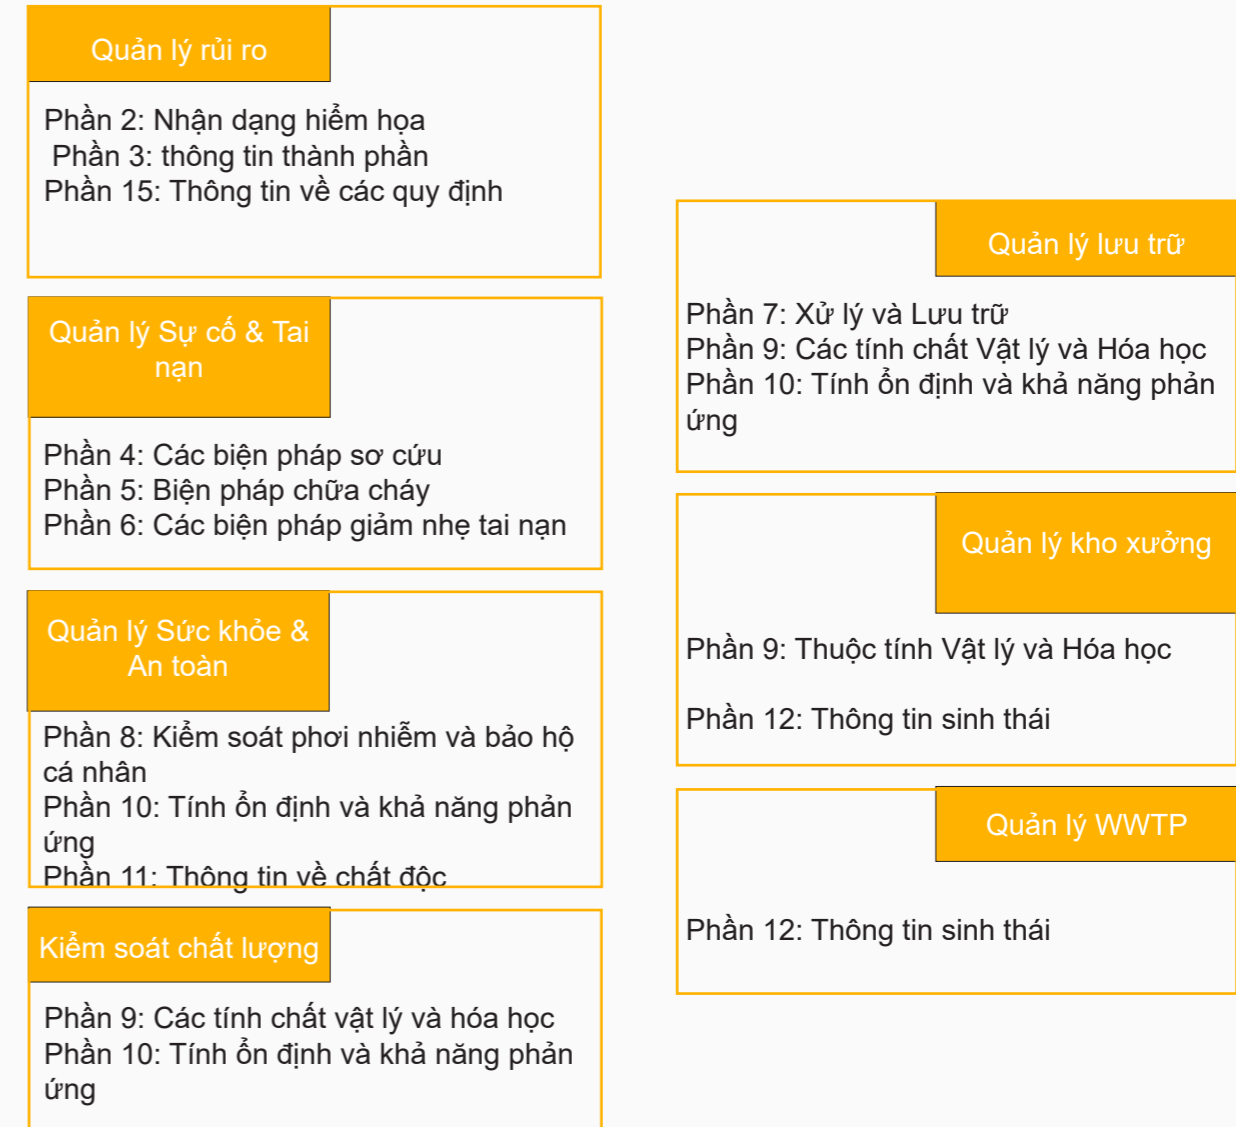 Quản lý rủi ro
Phần 2: Nhận dạng hiểm họa
Phần 3: thông tin thành phần
Phần 15: Thông tin về các quy định
Quản lý Sự cố & Tai
nạn
Phần 4: Các biện pháp sơ cứu
Phần 5: Biện pháp chữa cháy
Phần 6: Các biện pháp giảm nhẹ tai nạn
Quản lý Sức khỏe &
An toàn
Phần 8: Kiểm soát phơi nhiễm và bảo hộ
cá nhân
Phần 10: Tính ổn định và khả năng phản
ứng
Phần 11: Thông tin về chất độc
Kiểm soát chất lượng
Phần 9: Các tính chất vật lý và hóa học
Phần 10: Tính ổn định và khả năng phản
ứng
Quản lý lưu trữ
Phần 7: Xử lý và Lưu trữ
Phần 9: Các tính chất Vật lý và Hóa học
Phần 10: Tính ổn định và khả năng phản
ứng
Quản lý kho xưởng
Phần 9: Thuộc tính Vật lý và Hóa học
Phần 12: Thông tin sinh thái
Quản lý WWTP
Phần 12: Thông tin sinh thái